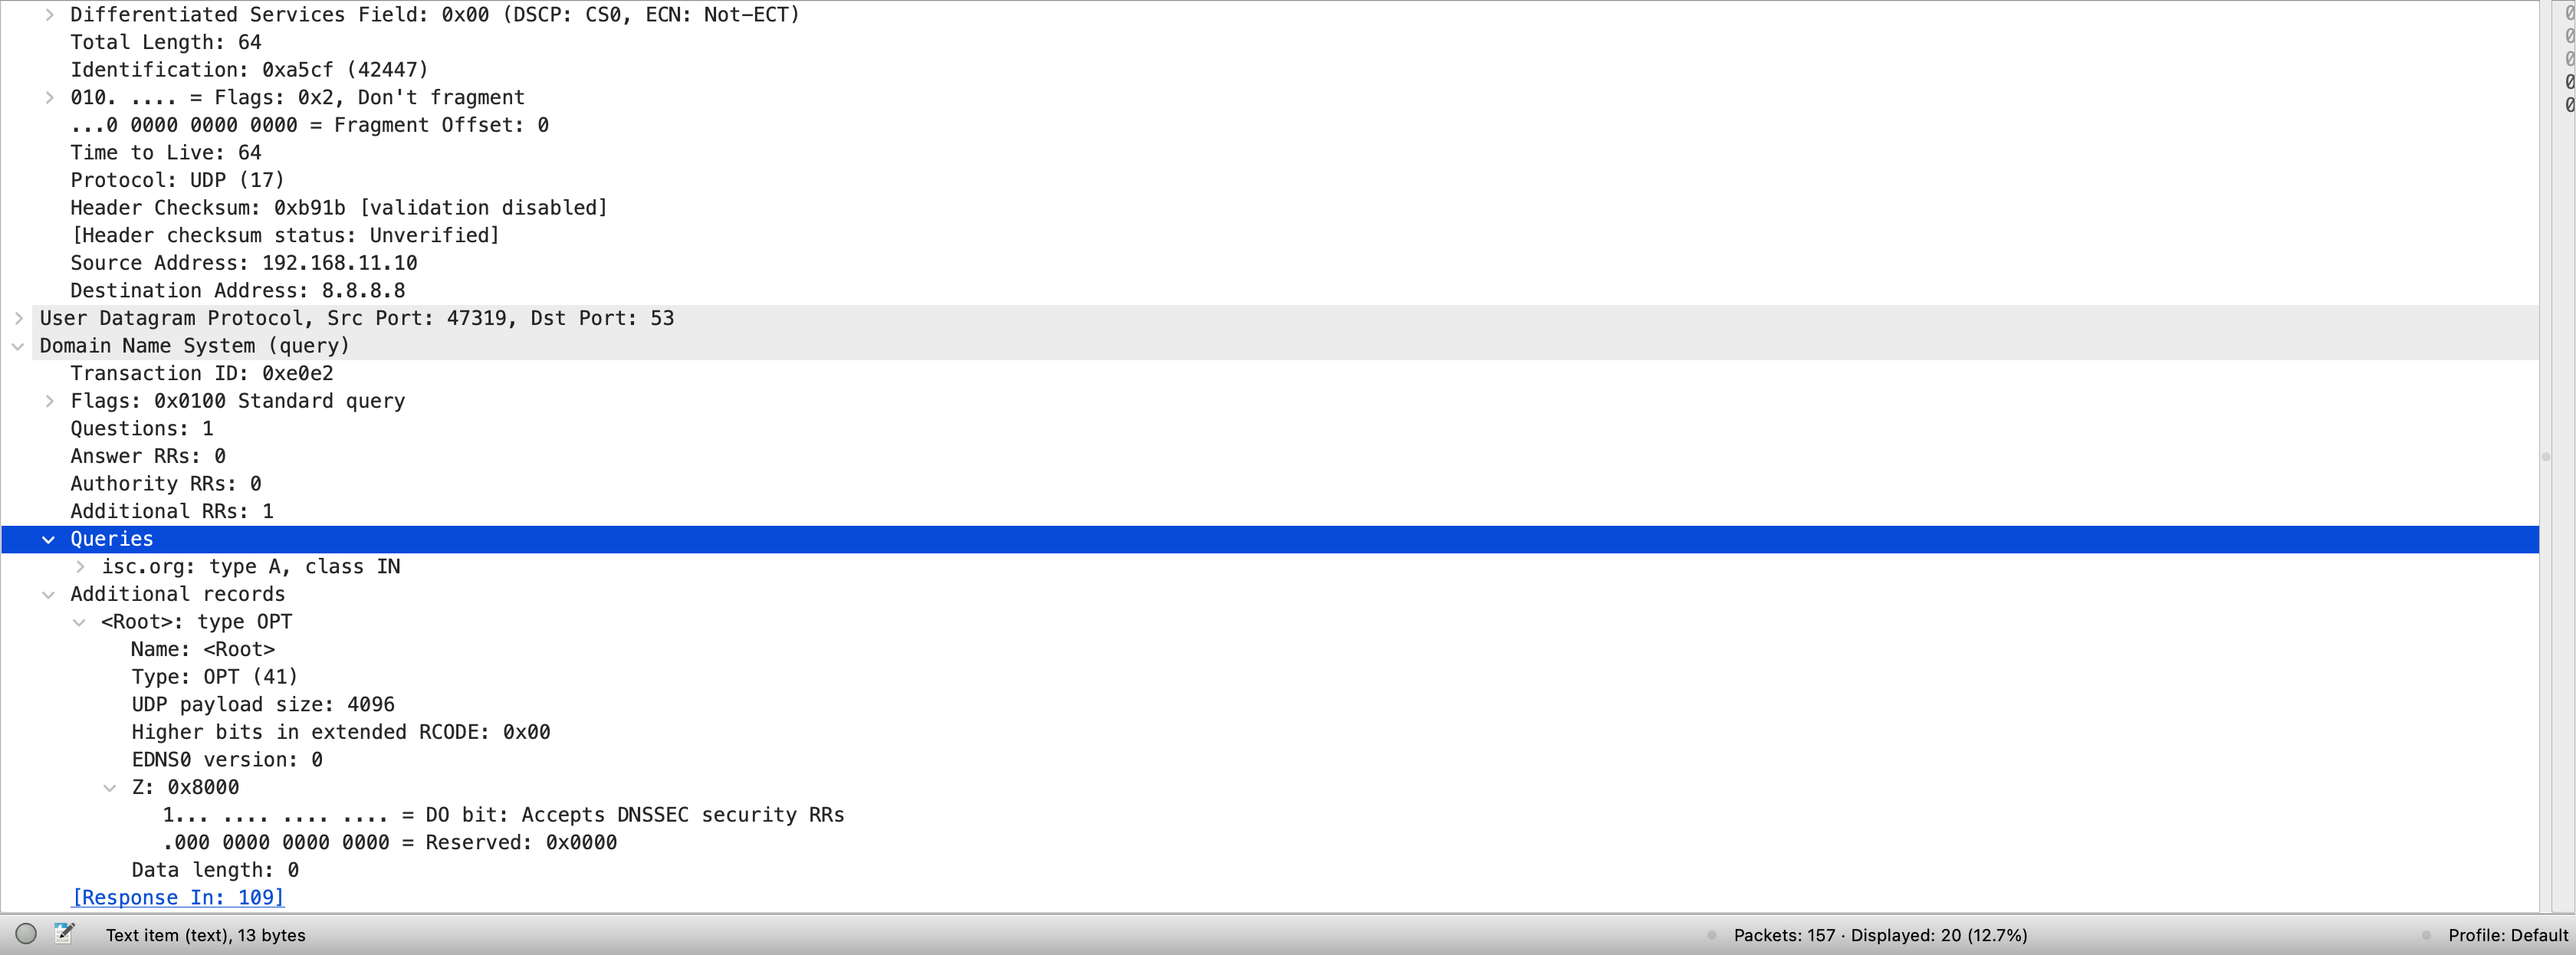 Differentiated Services Field: 0x00 (DSCP: CS0, ECN: Not-ECT)
Total Length: 64
Identification: 0xa5cf (42447)
010. .... = Flags: 0x2, Don't fragment
...0 0000 0000 0000 = Fragment Offset: 0
Time to Live: 64
Protocol: UDP (17)
Header Checksum: 0xb91b [validation disabled]
[Header checksum status: Unverified]
Source Address: 192.168.11.10
Destination Address: 8.8.8.8
User Datagram Protocol, Src Port: 47319, Dst Port: 53
Domain Name System (query)
Transaction ID: 0xe0e2
Flags: 0x0100 Standard query
Questions: 1
Answer RRs: 0
Authority RRs: 0
Additional RRs: 1
Queries
isc.org: type A, class IN
Additional records
<Root>: type OPT
Name: <Root>
Type: OPT (41)
UDP payload size: 4096
Higher bits in extended RCODE: 0x00
EDNS0 version: 0
Z: 0x8000
1... .... .... .... = DO bit: Accepts DNSSEC security RRs
.000 0000 0000 0000 = Reserved: 0x0000
Data length: 0
[Response In: 109]
0
0
0
0
0
Text item (text), 13 bytes
Packets: 157 · Displayed: 20 (12.7%)
Profile: Default